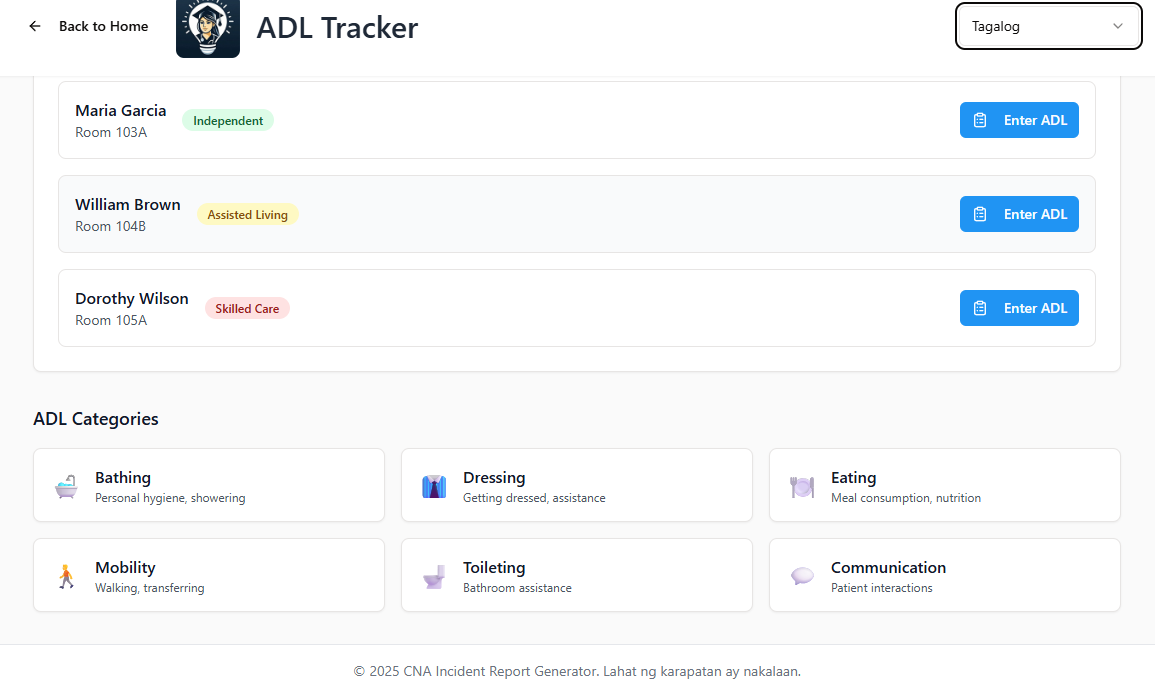 Back to Home
ADL Tracker
Tagalog
Maria Garcia
Independent
Room 103A
Enter ADL
William Brown
Assisted Living
Room 104B
Enter ADL
Dorothy Wilson
Skilled Care
Room 105A
Enter ADL
ADL Categories
Bathing
Personal hygiene, showering
Dressing
Getting dressed, assistance
Eating
Meal consumption, nutrition
Mobility
Walking, transferring
Toileting
Bathroom assistance
Communication
Patient interactions
© 2025 CNA Incident Report Generator. Lahat ng karapatan ay nakalaan.